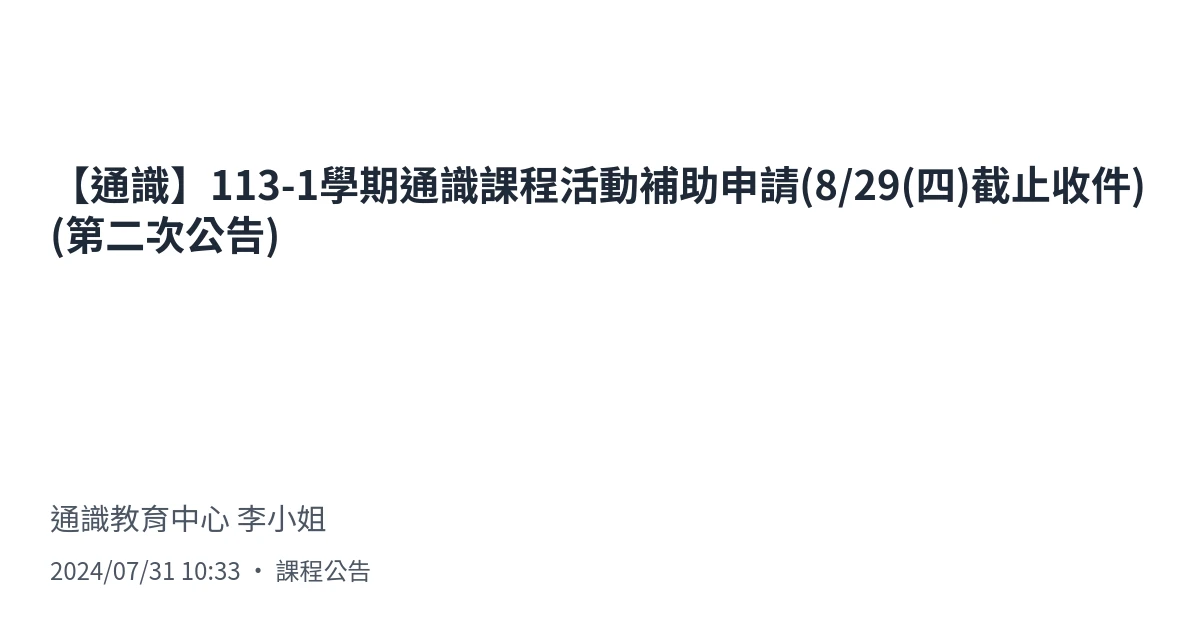 【通識】113-1學期通識課程活動補助申請(8/29(四)截止收件)
(第二次公告)
通識教育中心 李小姐
2024/07/31 10:33 • 課程公告